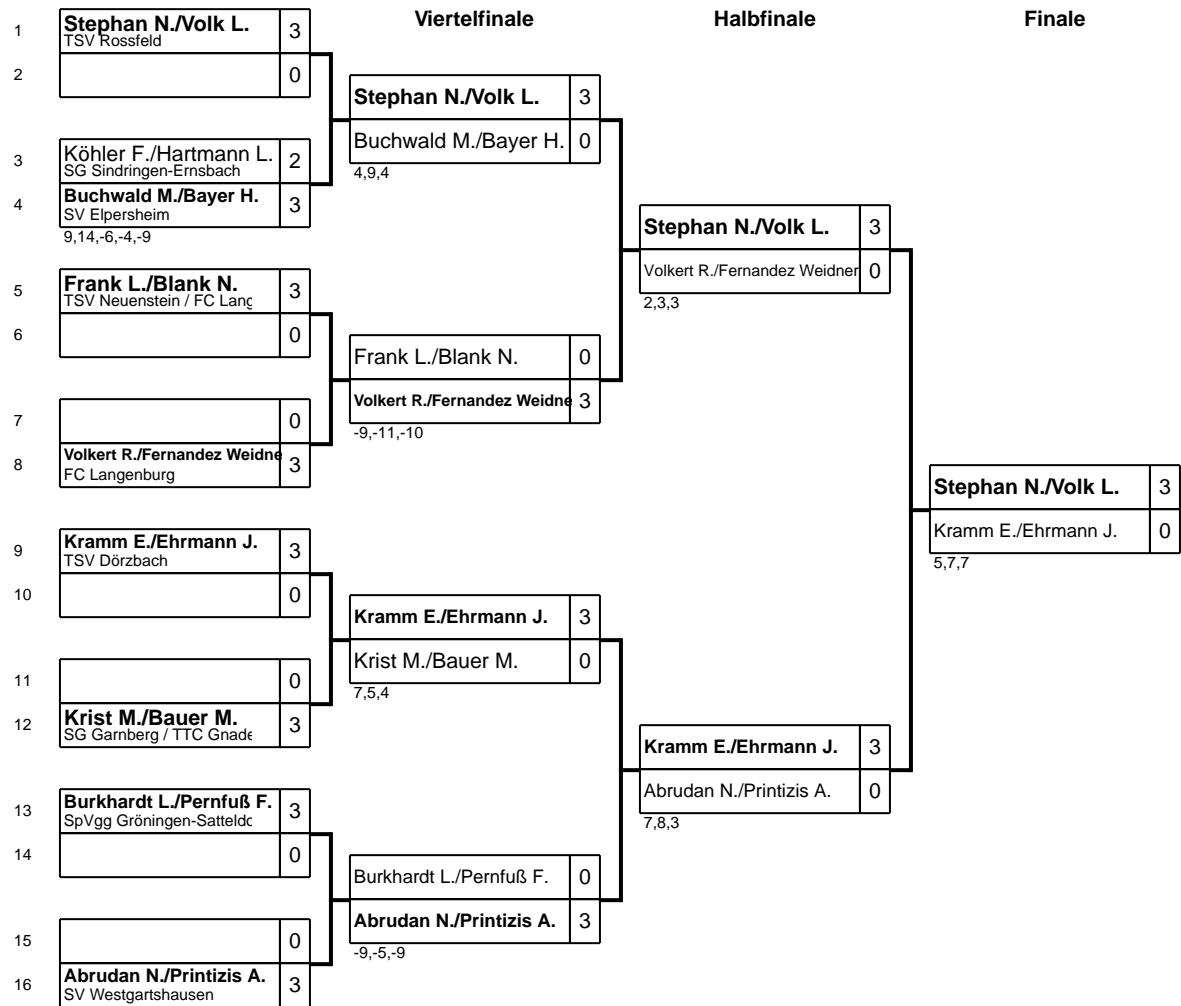 Viertelfinale
Halbfinale
Finale
1
Stephan N./Volk L.
3
TSV Rossfeld
2
0
3
Köhler F./Hartmann L.
2
SG Sindringen-Ernsbach
4
Buchwald M./Bayer H.
3
SV Elpersheim
9,14,-6,-4,-9
5
Frank L./Blank N.
3
TSV Neuenstein / FC Lang
6
0
7
0
8
Volkert R./Fernandez Weidne
3
FC Langenburg
9
Kramm E./Ehrmann J.
3
TSV Dörzbach
10
0
11
0
12
Krist M./Bauer M.
3
SG Garnberg / TTC Gnade
13
Burkhardt L./Pernfuß F.
3
SpVgg Gröningen-Satteldo
14
0
15
0
16
Abrudan N./Printizis A.
3
SV Westgartshausen
Stephan N./Volk L.
3
Buchwald M./Bayer H.
0
4,9,4
Frank L./Blank N.
0
Volkert R./Fernandez Weidne
3
-9,-11,-10
Kramm E./Ehrmann J.
3
Krist M./Bauer M.
0
7,5,4
Burkhardt L./Pernfuß F.
0
Abrudan N./Printizis A.
3
-9,-5,-9
Stephan N./Volk L.
3
Volkert R./Fernandez Weidner
0
2,3,3
Kramm E./Ehrmann J.
3
Abrudan N./Printizis A.
0
7,8,3
Stephan N./Volk L.
3
Kramm E./Ehrmann J.
0
5,7,7